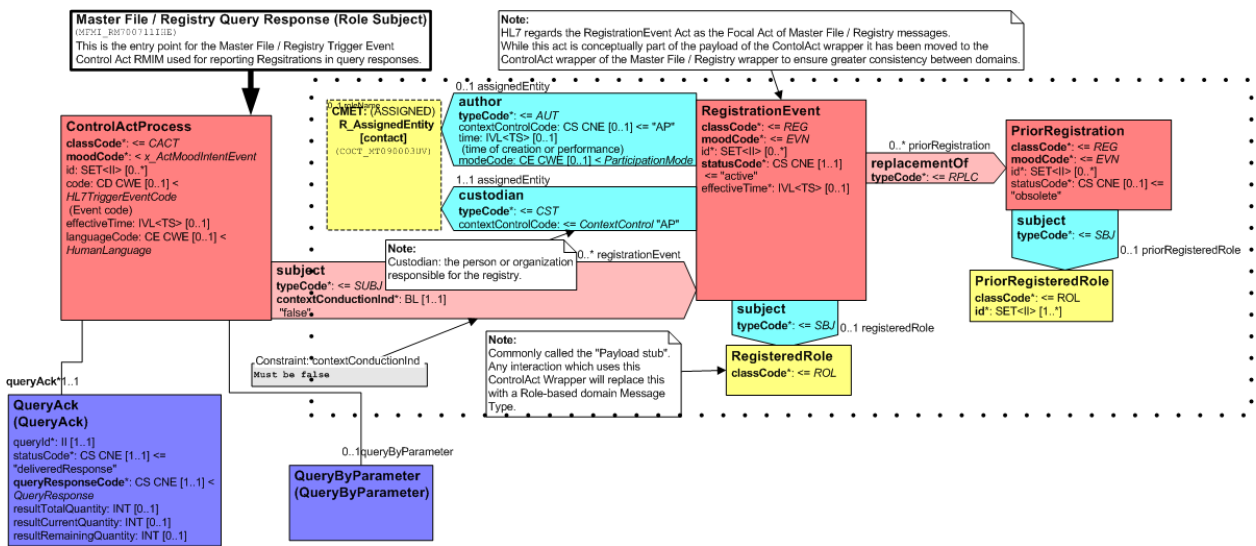 Master File / Registry Query Response (Role Subject)
(MFMI_RM700711IHE)
This is the entry point for the Master File / Registry Trigger Event
Control Act RMIM used for reporting Regsitrations in query responses.
Note:
HL7 regards the RegistrationEvent Act as the Focal Act of Master File / Registry messages.
While this act is conceptually part of the payload of the ContolAct wrapper it has been moved to the
ControlAct wrapper of the Master File / Registry wrapper to ensure greater consistency between domains.
ControlActProcess
classCode*: <= CACT
moodCode*: < x_ActMoodIntentEvent
id: SET<II> [0..*]
code: CD CWE [0..1] <
HL7TriggerEventCode
(Event code)
effectiveTime: IVL<TS> [0..1]
languageCode: CE CWE [0..1] <
HumanLanguage
0..1 roleName
CMET: (ASSIGNED)
R_AssignedEntity
[contact]
(COCT_MT090003UV)
0..1 assignedEntity
author
typeCode*: <= AUT
contextControlCode: CS CNE [0..1] <= "AP"
time: IVL<TS> [0..1]
(time of creation or performance)
modeCode: CE CWE [0..1] < ParticipationMode
1..1 assignedEntity
custodian
typeCode*: <= CST
contextControlCode: <= ContextControl "AP"
Note:
Custodian: the person or organization
responsible for the registry.
RegistrationEvent
classCode*: <= REG
moodCode*: <= EVN
id*: SET<II> [0..*]
statusCode*: CS CNE [1..1]
<= "active"
effectiveTime*: IVL<TS> [0..1]
0..* priorRegistration
replacementOf
typeCode*: <= RPLC
PriorRegistration
classCode*: <= REG
moodCode*: <= EVN
id*: SET<II> [0..*]
statusCode*: CS CNE [0..1] <=
"obsolete"
subject
typeCode*: <= SBJ
0..1 priorRegisteredRole
PriorRegisteredRole
classCode*: <= ROL
id*: SET<II> [1..*]
0..* registrationEvent
subject
typeCode*: <= SUBJ
contextConductionInd*: BL [1..1]
"false"
subject
typeCode*: <= SBJ
0..1 registeredRole
RegisteredRole
classCode*: <= ROL
Note:
Commonly called the "Payload stub".
Any interaction which uses this
ControlAct Wrapper will replace this
with a Role-based domain Message
Type.
Constraint: contextConductionInd
Must be false
queryAck*1..1
QueryAck
(QueryAck)
queryId*: II [1..1]
statusCode*: CS CNE [1..1] <=
"deliveredResponse"
queryResponseCode*: CS CNE [1..1] <
QueryResponse
resultTotalQuantity: INT [0..1]
resultCurrentQuantity: INT [0..1]
resultRemainingQuantity: INT [0..1]
0..1queryByParameter
QueryByParameter
(QueryByParameter)